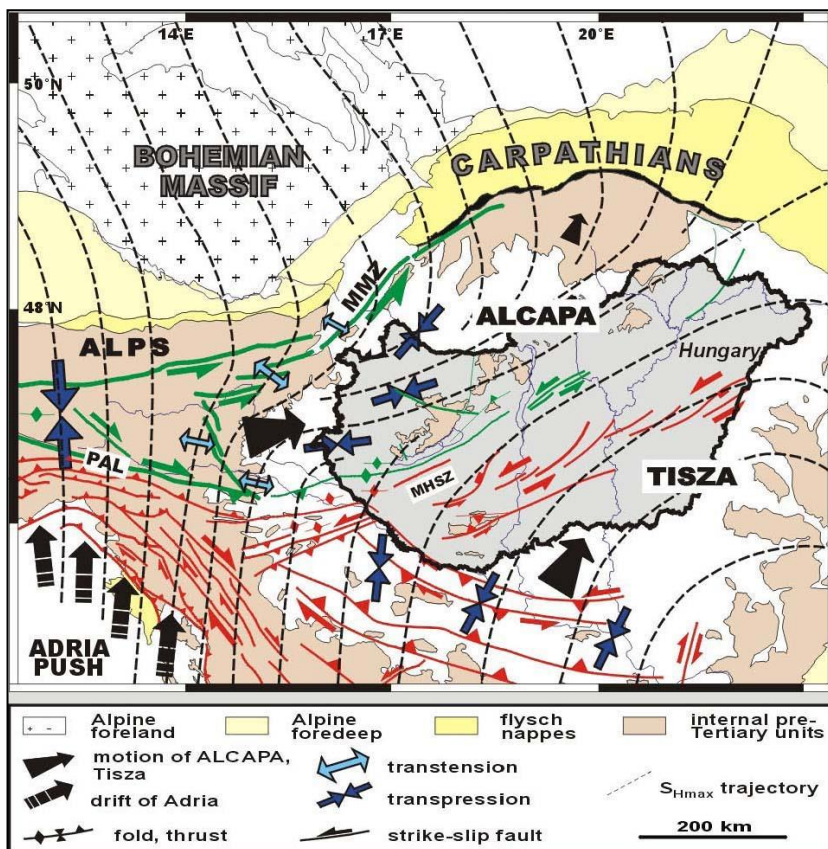 14°E
17°E
20°E
50°N
BOHEMIAN
MASSIF
CARPATHIANS
MMZ
48°N
ALCAPA
ALPS
Hungary
PAL
MHSZ
TISZA
ADRIA
PUSH
Alpine
foreland
Alpine
foredeep
flysch
nappes
internal pre-
Tertiary units
motion of ALCAPA,
Tisza
transtension
drift of Adria
transpression
SHmax trajectory
fold, thrust
strike-slip fault
200 km